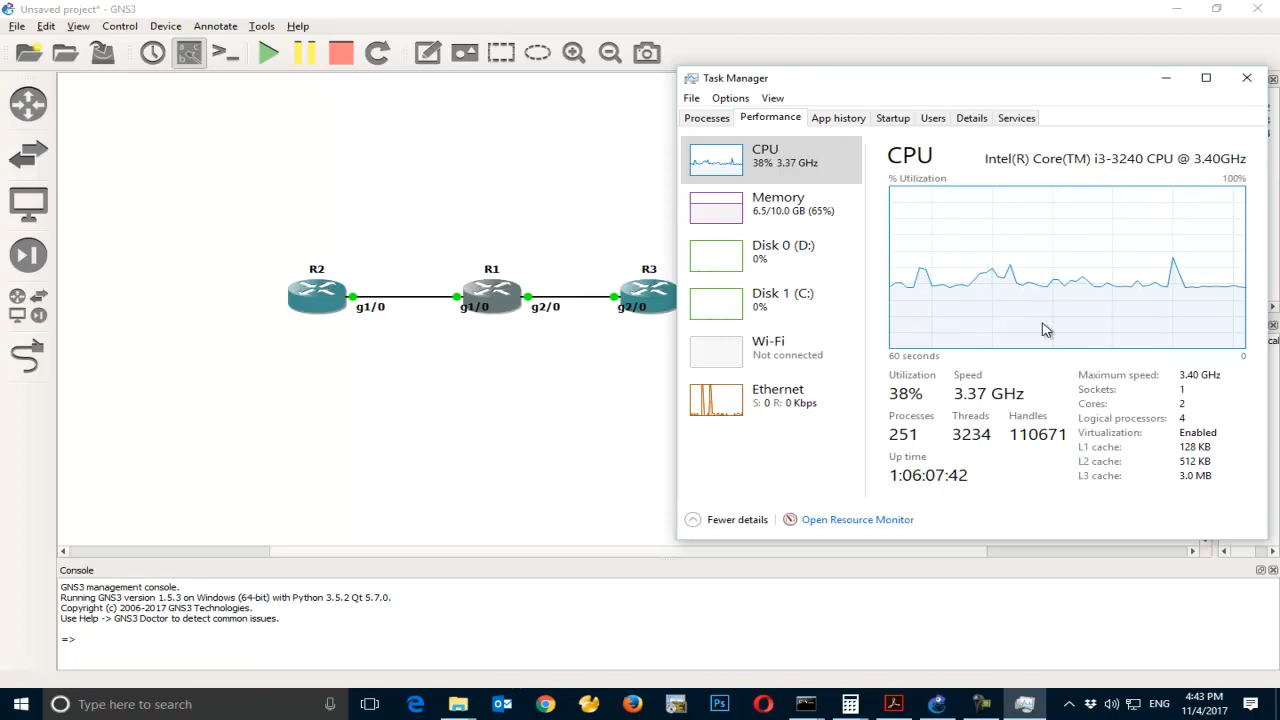 Unsaved project* - GNS3
File Edit View Control Device Annotate Tools Help
R2
R1
R3
g1/0
g1/0
g2/0
g2/0
Task Manager
File Options View
Processes Performance App history Startup Users Details Services
CPU
38% 3.37 GHz
Memory
6.5/10.0 GB (65%)
Disk 0 (D:)
0%
Disk 1 (C:)
0%
Wi-Fi
Not connected
Ethernet
S: 0 R: 0 Kbps
CPU Intel(R) Core(TM) i3-3240 CPU @ 3.40GHz
% Utilization 100%
60 seconds 0
Utilization Speed
38% 3.37 GHz
Processes Threads Handles
251 3234 110671
Up time
1:06:07:42
Maximum speed: 3.40 GHz
Sockets: 1
Cores: 2
Logical processors: 4
Virtualization: Enabled
L1 cache: 128 KB
L2 cache: 512 KB
L3 cache: 3.0 MB
Fewer details Open Resource Monitor
Console
GNS3 management console.
Running GNS3 version 1.5.3 on Windows (64-bit) with Python 3.5.2 Qt 5.7.0.
Copyright (c) 2006-2017 GNS3 Technologies.
Use Help -> GNS3 Doctor to detect common issues.
=>
Type here to search
Ps
ENG
4:43 PM
11/4/2017